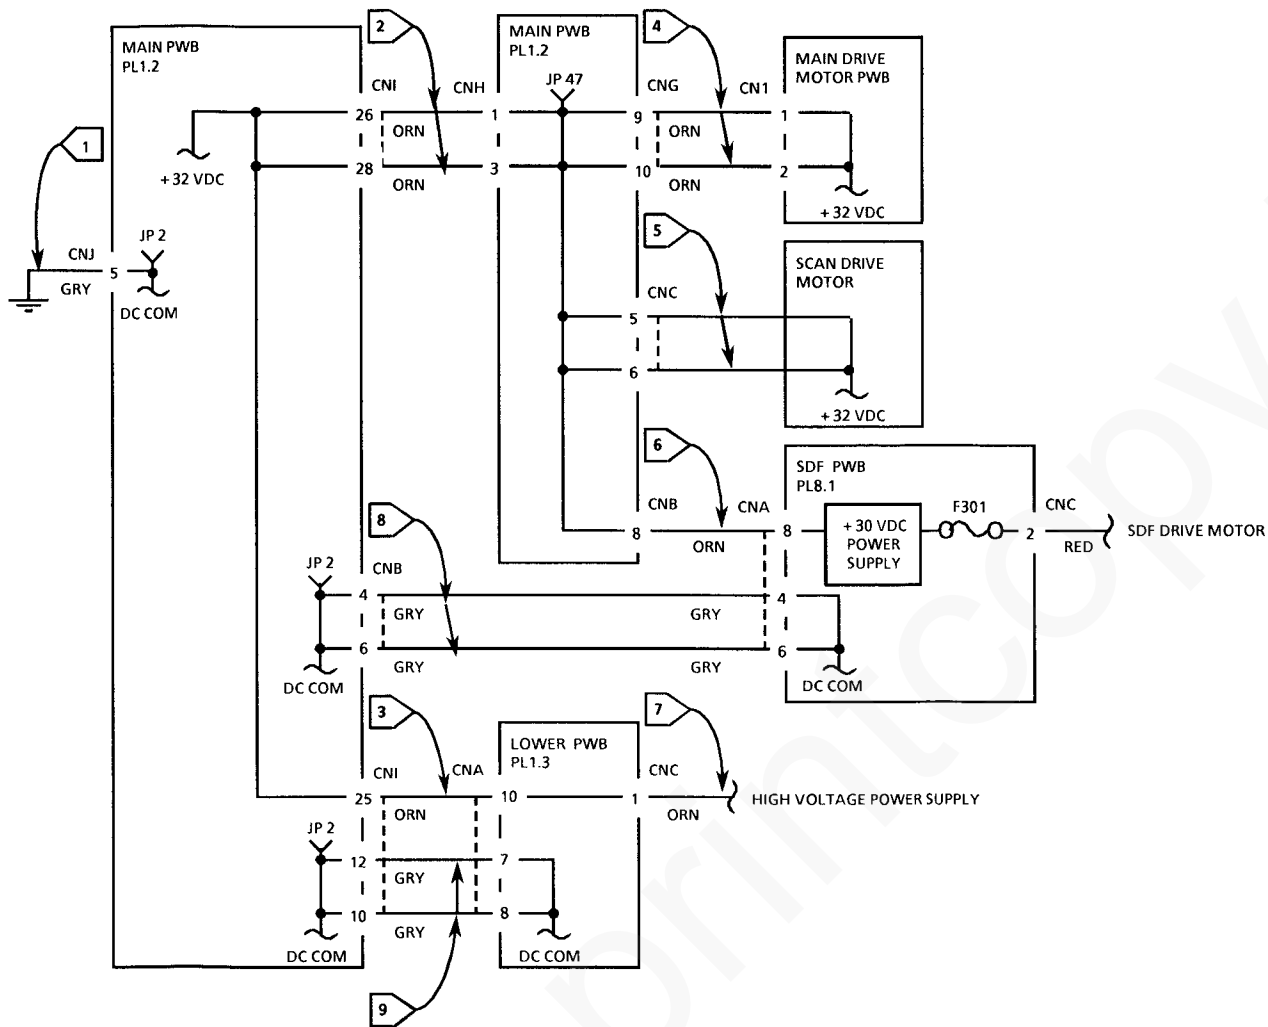 MAIN PWB
PL1.2
2
CNI
CNH
26
ORN
1
28
ORN
3
+32 VDC
1
CNJ
GRY
5
JP 2
DC COM
MAIN PWB
PL1.2
JP 47
4
CNG
CN1
9
ORN
1
10
ORN
2
MAIN DRIVE
MOTOR PWB
+32 VDC
5
CNC
5
6
SCAN DRIVE
MOTOR
+32 VDC
6
CNB
CNA
8
ORN
8
SDF PWB
PL8.1
+30 VDC
POWER
SUPPLY
F301
CNC
2
RED
SDF DRIVE MOTOR
8
JP 2
CNB
4
GRY
GRY
4
6
GRY
GRY
6
DC COM
DC COM
3
CNI
CNA
25
ORN
10
LOWER PWB
PL1.3
7
CNC
1
ORN
HIGH VOLTAGE POWER SUPPLY
JP 2
12
GRY
7
10
GRY
8
DC COM
DC COM
9
printcopy